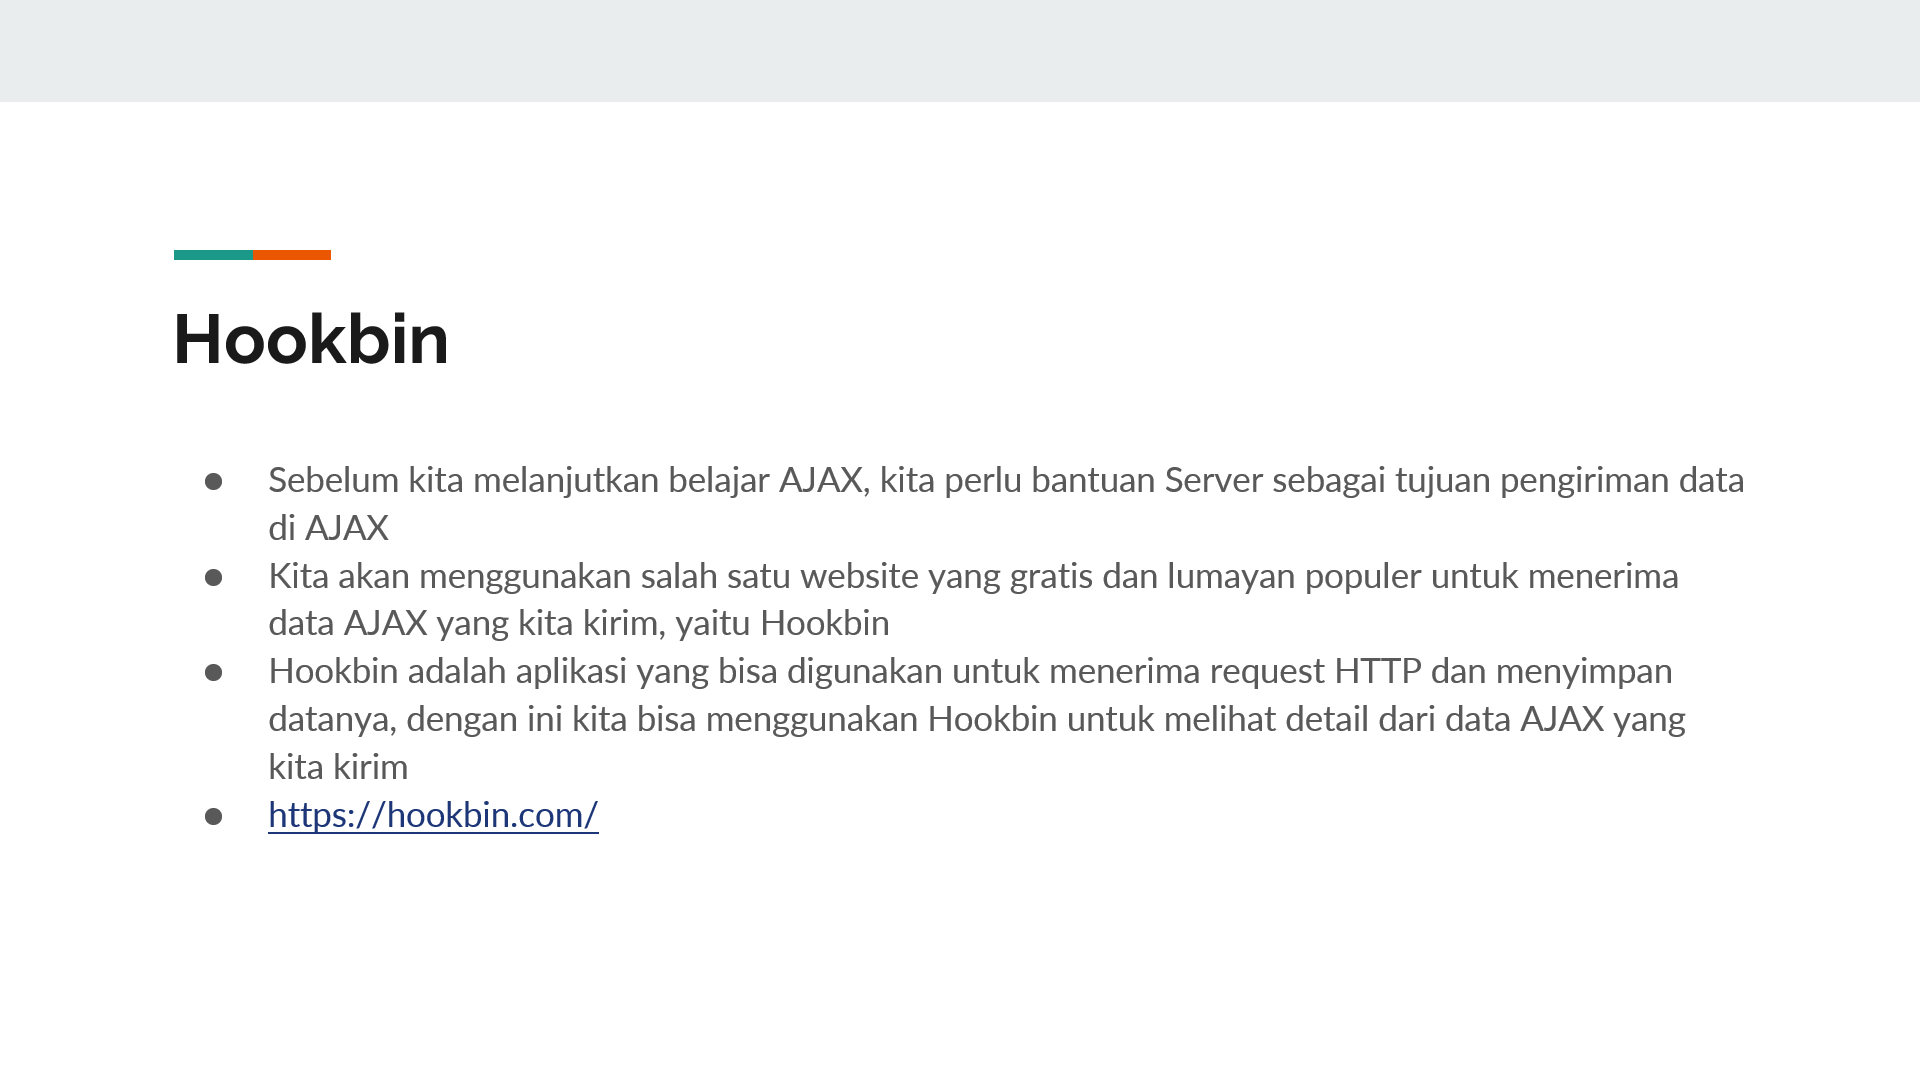 Hookbin
● Sebelum kita melanjutkan belajar AJAX, kita perlu bantuan Server sebagai tujuan pengiriman data
di AJAX
● Kita akan menggunakan salah satu website yang gratis dan lumayan populer untuk menerima
data AJAX yang kita kirim, yaitu Hookbin
● Hookbin adalah aplikasi yang bisa digunakan untuk menerima request HTTP dan menyimpan
datanya, dengan ini kita bisa menggunakan Hookbin untuk melihat detail dari data AJAX yang
kita kirim
● https://hookbin.com/